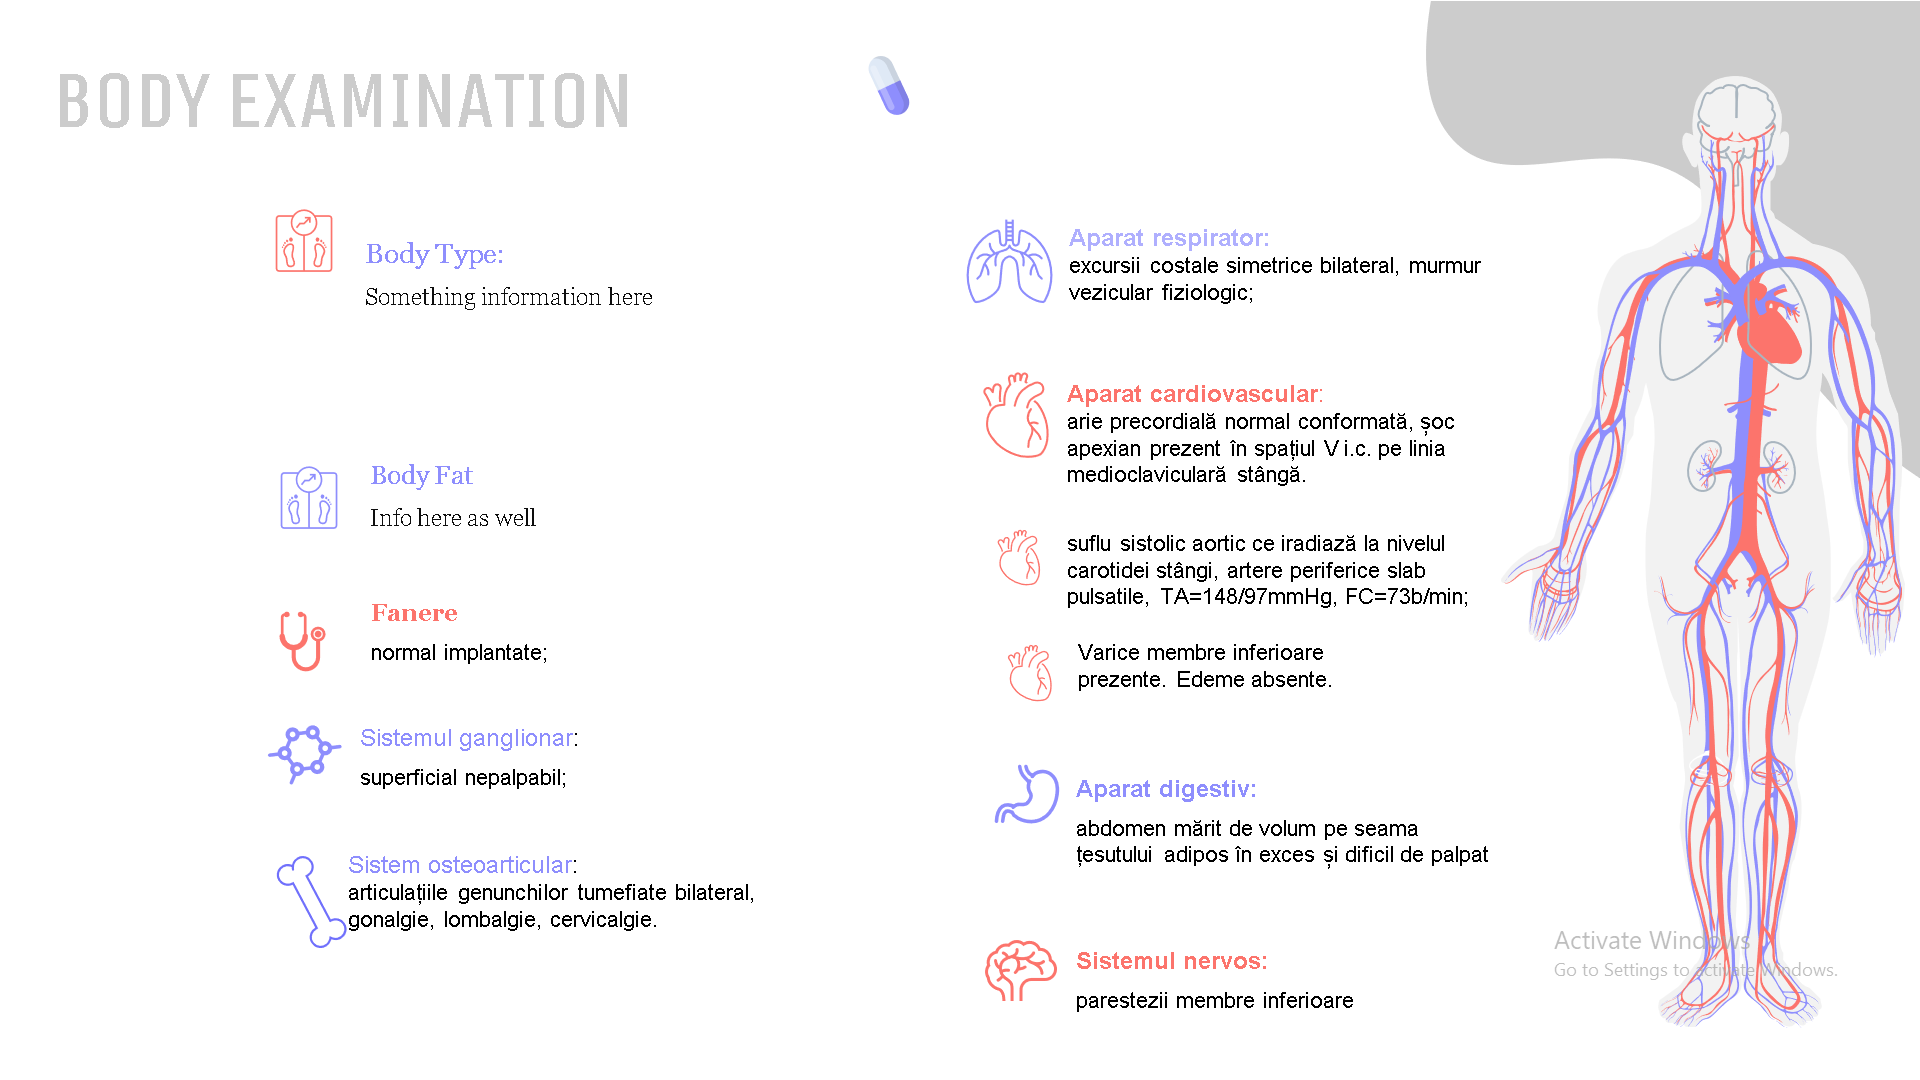 BODY EXAMINATION
Body Type:
Something information here
Body Fat
Info here as well
Fanere
normal implantate;
Sistemul ganglionar:
superficial nepalpabil;
Sistem osteoarticular:
articulațiile genunchilor tumefiate bilateral,
gonalgie, lombalgie, cervicalgie.
Aparat respirator:
excursii costale simetrice bilateral, murmur
vezicular fiziologic;
Aparat cardiovascular:
arie precordială normal conformată, șoc
apexian prezent în spațiul V i.c. pe linia
medioclaviculară stângă.
suflu sistolic aortic ce iradiază la nivelul
carotidei stângi, artere periferice slab
pulsatile, TA=148/97mmHg, FC=73b/min;
Varice membre inferioare
prezente. Edeme absente.
Aparat digestiv:
abdomen mărit de volum pe seama
țesutului adipos în exces și dificil de palpat
Sistemul nervos:
parestezii membre inferioare
Activate Windows
Go to Settings to activate Windows.